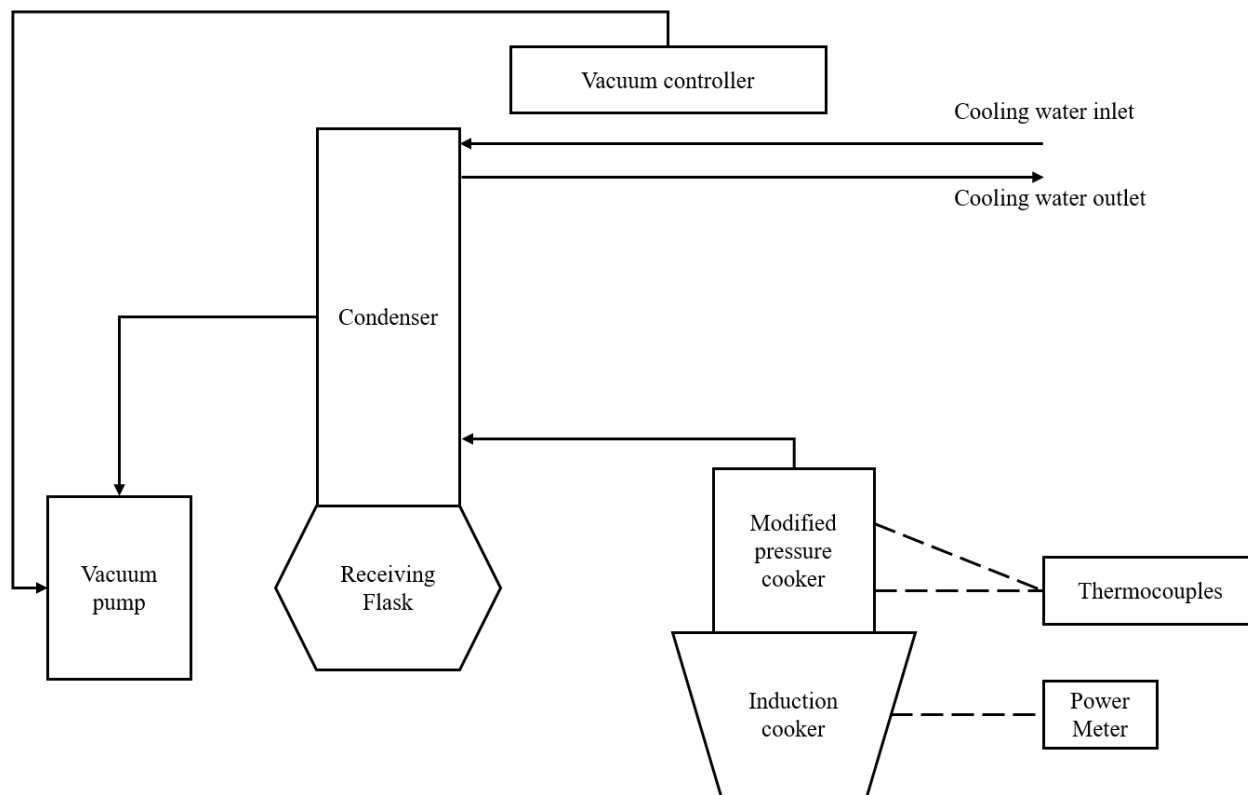 Vacuum controller
Cooling water inlet
Cooling water outlet
Condenser
Modified
pressure
cooker
Vacuum
pump
Receiving
Flask
Thermocouples
Induction
cooker
Power
Meter